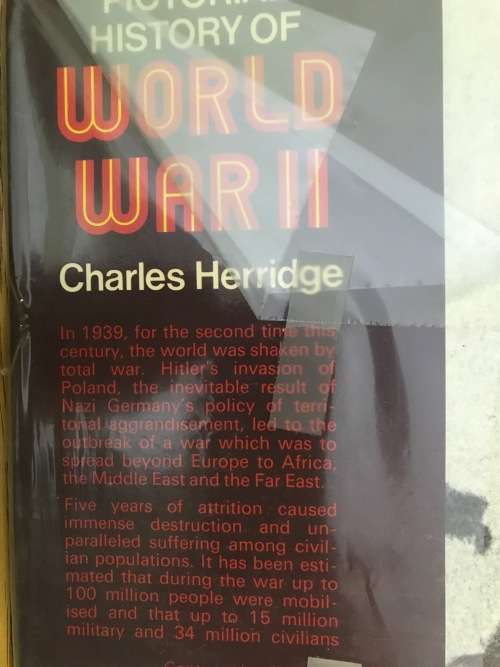 HISTORY OF
WORLD
WAR II
Charles Herridge
In 1939, for the second time this
century, the world was shaken by
total war. Hitler's invasion of
Poland, the inevitable result of
Nazi Germany's policy of terri-
torial aggrendisement, led to the
outbreak of a war which was to
spread beyond Europe to Africa,
the Middle East and the Far East.
Five years of attrition caused
immense destruction and un-
paralleled suffering among civil-
ian populations. It has been esti-
mated that during the war up to
100 million people were mobil-
ised and that up to 15 million
military and 34 million civilians